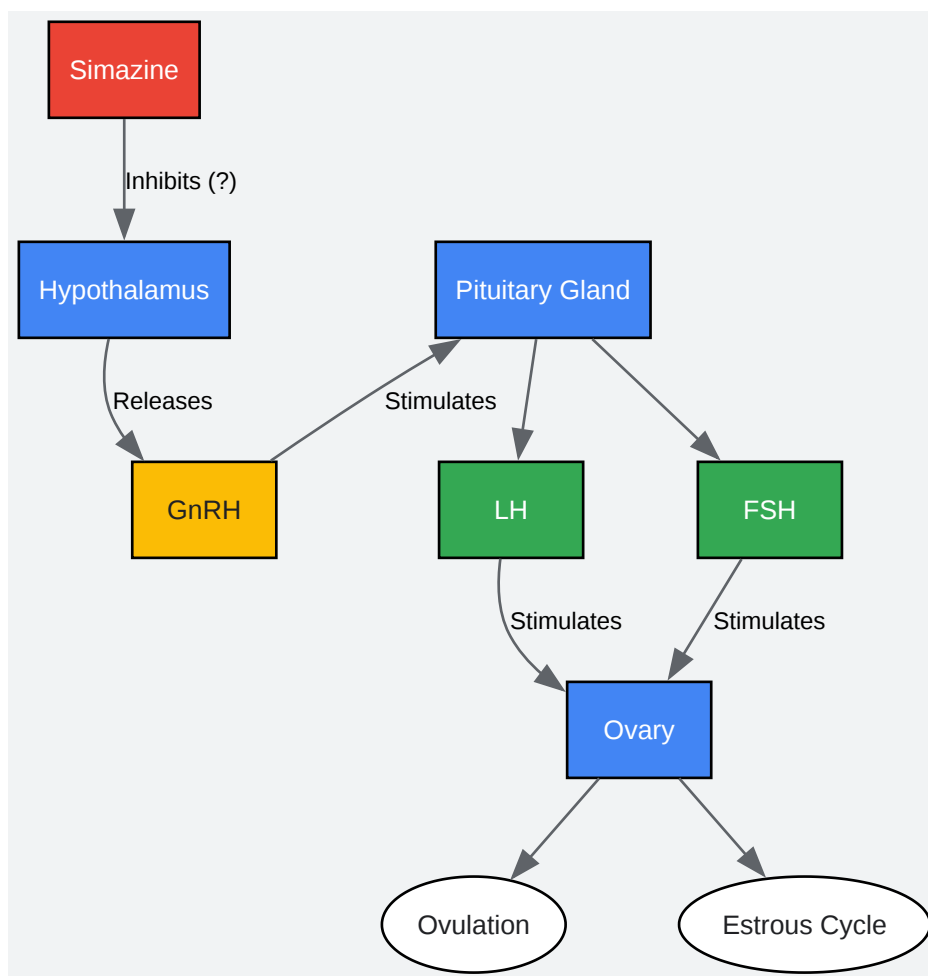 Simazine
Inhibits (?)
Hypothalamus
Pituitary Gland
Releases
Stimulates
GnRH
LH
FSH
Stimulates
Stimulates
Ovary
Ovulation
Estrous Cycle